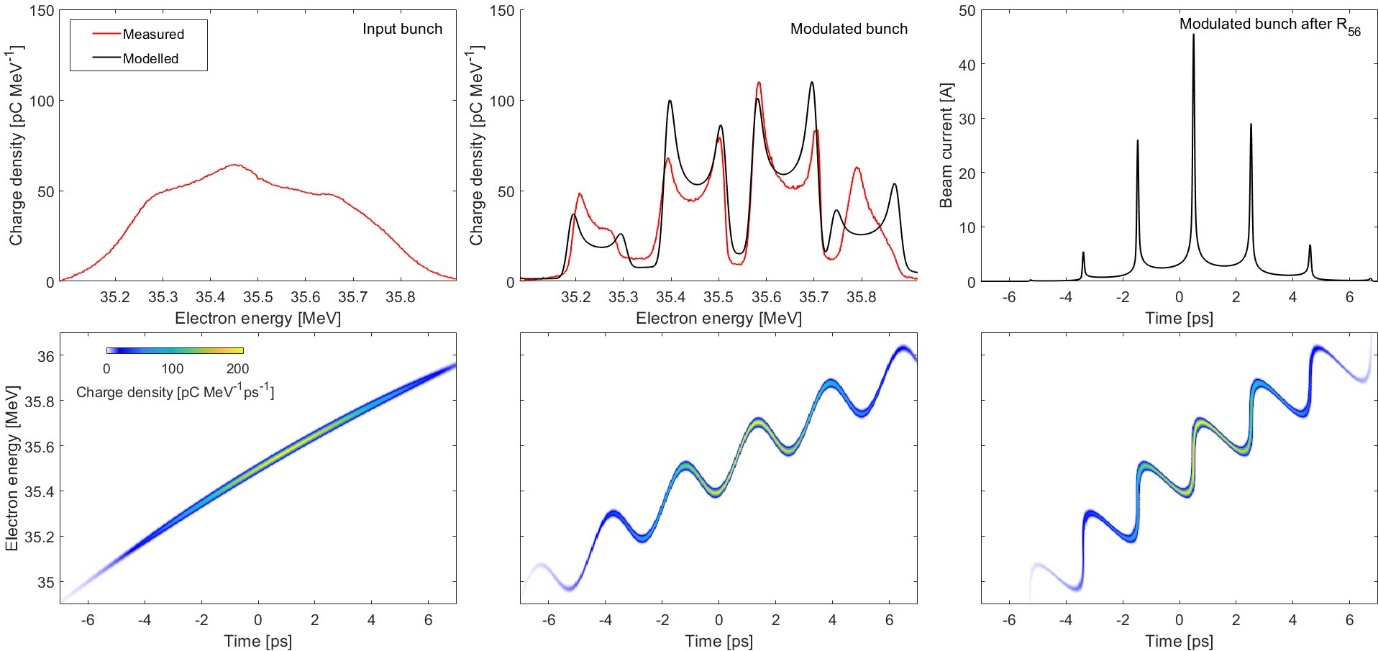 150
100
50
0
Charge density [pC MeV⁻¹]
Measured
Modelled
Input bunch
35.2 35.3 35.4 35.5 35.6 35.7 35.8
Electron energy [MeV]
150
100
50
0
Charge density [pC MeV⁻¹]
Modulated bunch
35.2 35.3 35.4 35.5 35.6 35.7 35.8
Electron energy [MeV]
50
40
30
20
10
0
Beam current [A]
Modulated bunch after R₅₆
-6 -4 -2 0 2 4 6
Time [ps]
36
35.8
35.6
35.4
35.2
35
Electron energy [MeV]
0 100 200
Charge density [pC MeV⁻¹ps⁻¹]
-6 -4 -2 0 2 4 6
Time [ps]
-6 -4 -2 0 2 4 6
Time [ps]
-6 -4 -2 0 2 4 6
Time [ps]